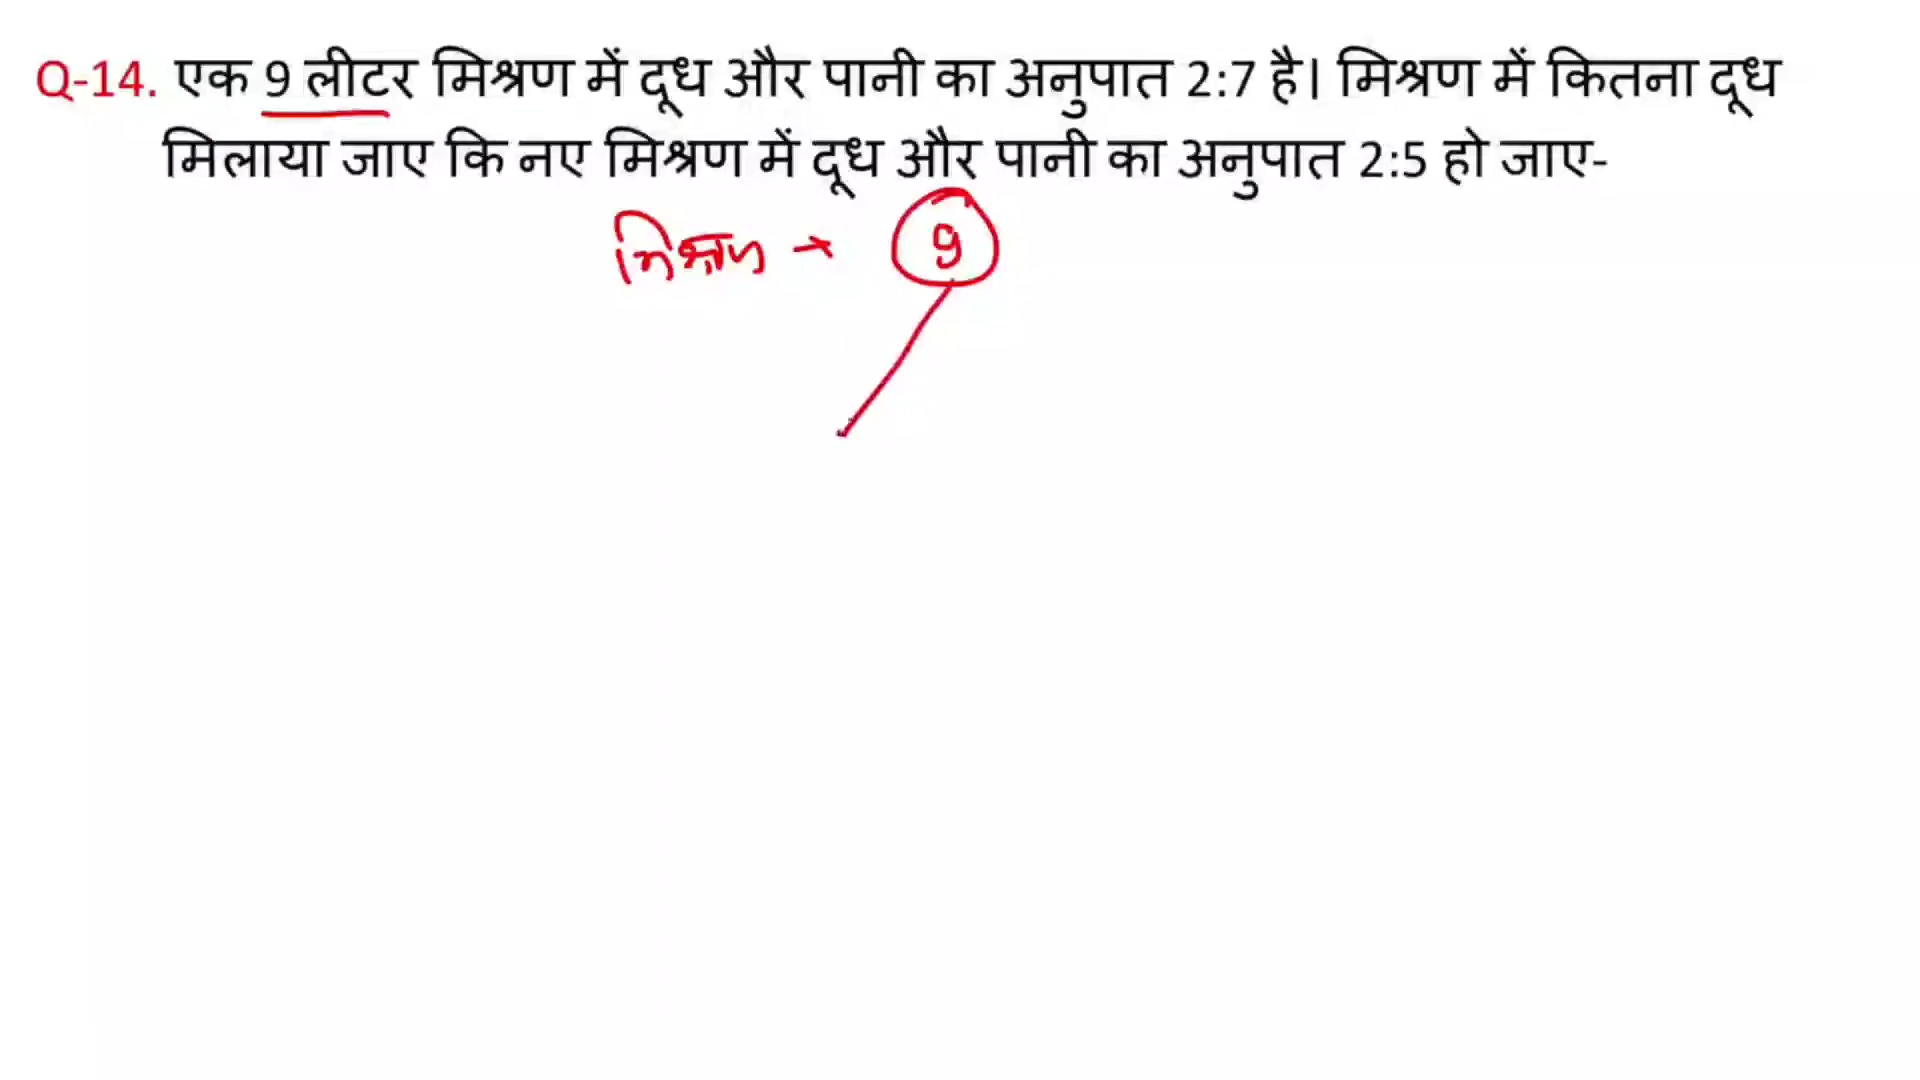 Q-14. एक 9 लीटर मिश्रण में दूध और पानी का अनुपात 2:7 है। मिश्रण में कितना दूध
मिलाया जाए कि नए मिश्रण में दूध और पानी का अनुपात 2:5 हो जाए-
मिश्रण → 9